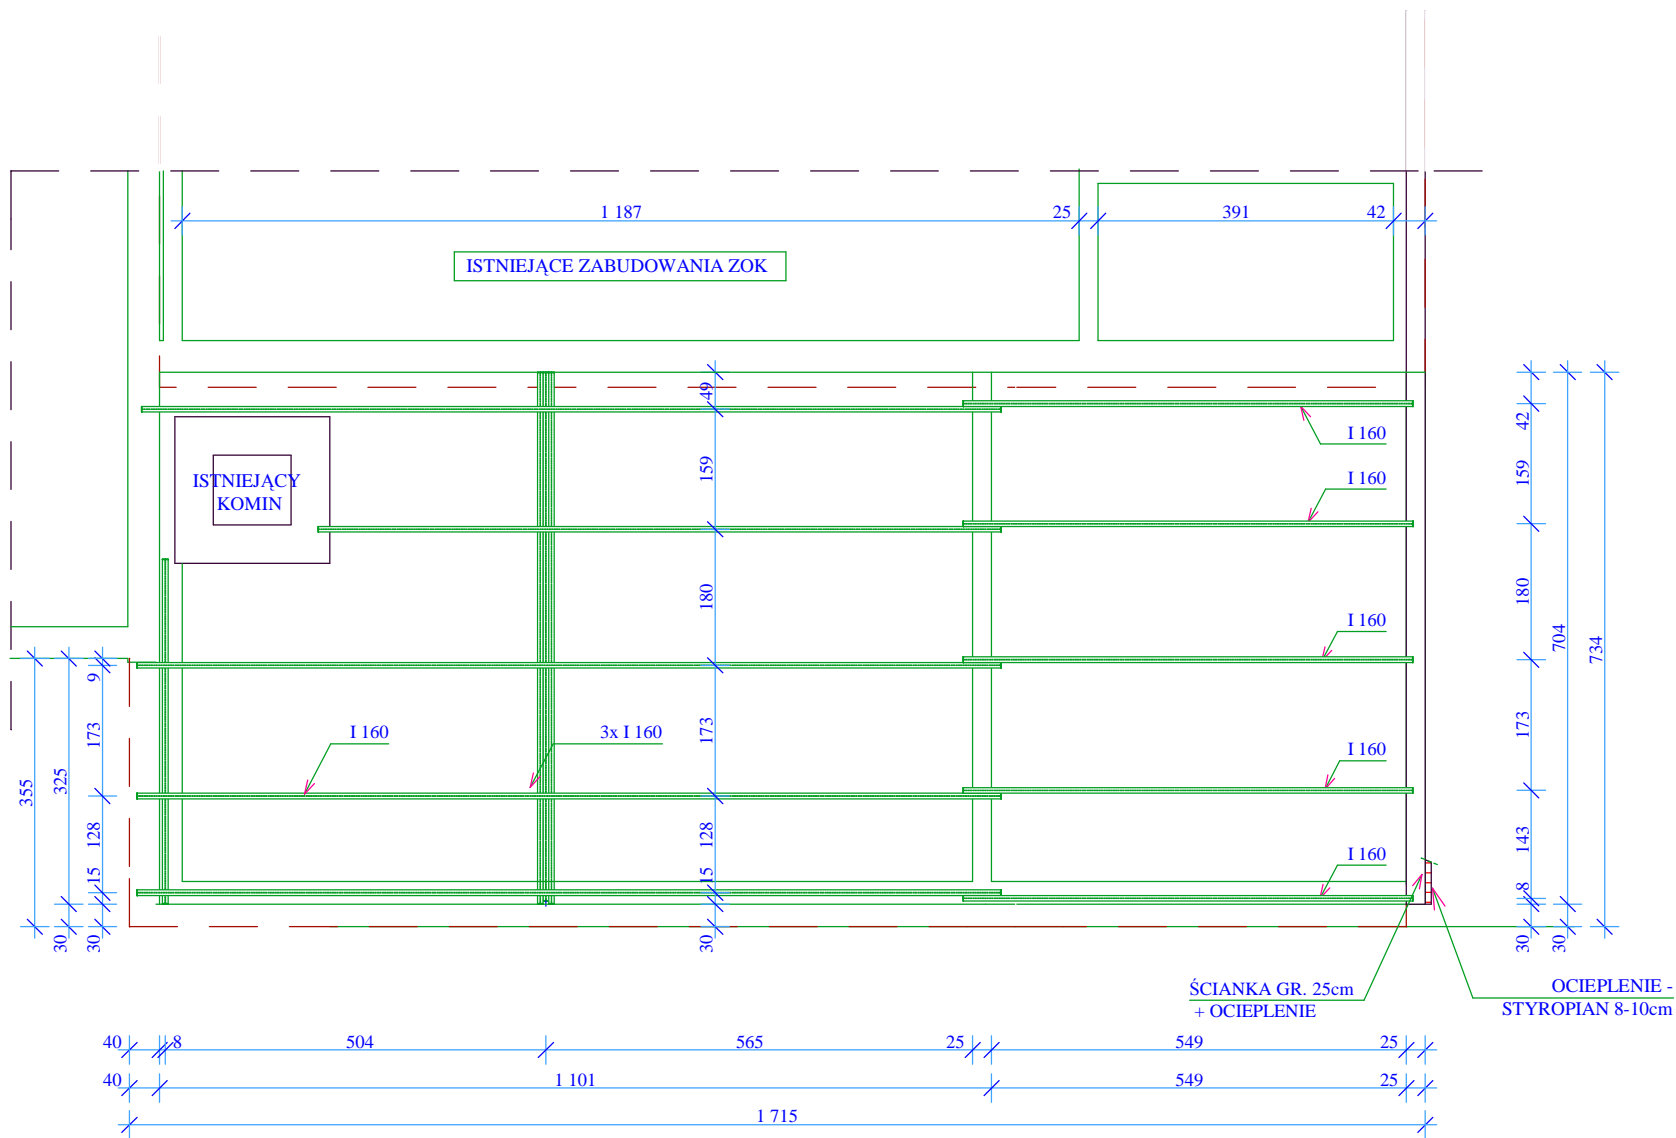 1 187
25
391
42
ISTNIEJĄCE ZABUDOWANIA ZOK
49
42
I 160
159
159
I 160
ISTNIEJĄCY
KOMIN
180
180
I 160
704
734
9
173
I 160
3x I 160
173
173
I 160
355
325
128
128
143
I 160
15
15
8
30
30
30
30
30
ŚCIANKA GR. 25cm
+ OCIEPLENIE
OCIEPLENIE -
STYROPIAN 8-10cm
40
8
504
565
25
549
25
40
1 101
549
25
1 715